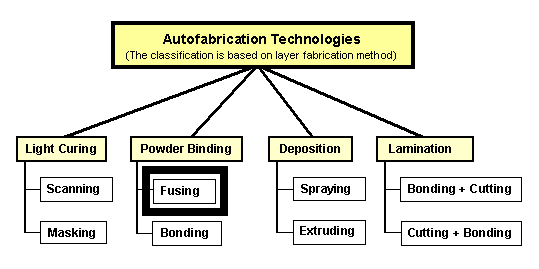 Autofabrication Technologies
(The classification is based on layer fabrication method)
Light Curing
Powder Binding
Deposition
Lamination
Scanning
Fusing
Spraying
Bonding + Cutting
Masking
Bonding
Extruding
Cutting + Bonding